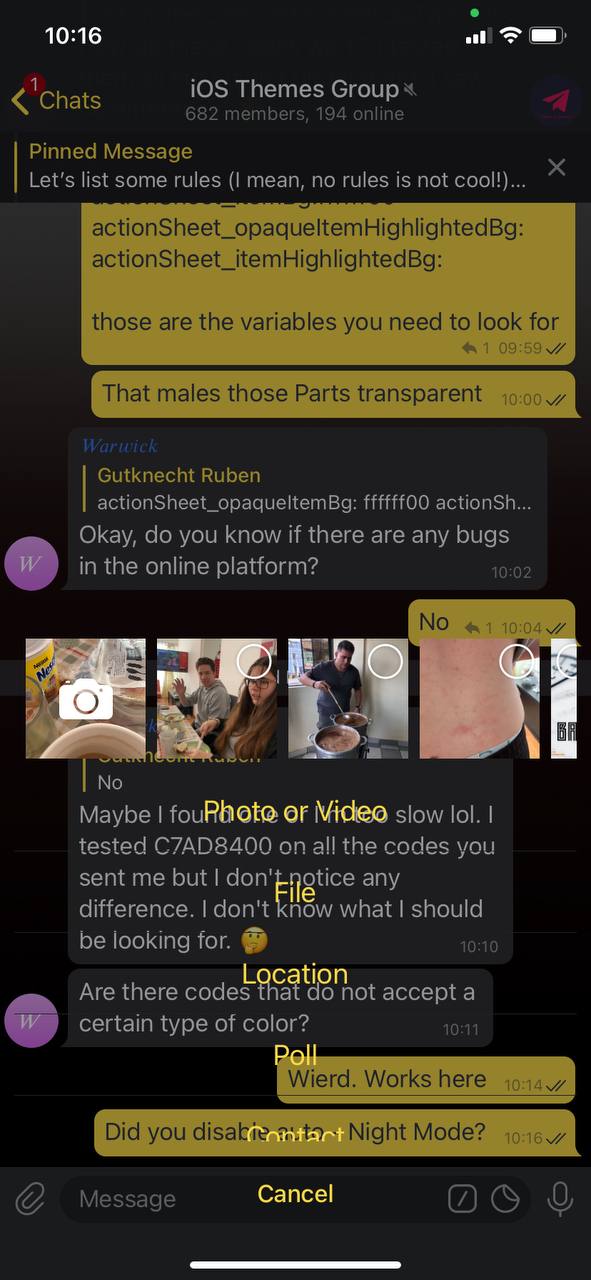 10:16
1
Chats
iOS Themes Group
682 members, 194 online
Pinned Message
Let's list some rules (I mean, no rules is not cool!)...
actionSheet_opaqueItemHighlightedBg:
actionSheet_itemHighlightedBg:
those are the variables you need to look for
1 09:59
That males those Parts transparent
10:00
Warwick
Gutknecht Ruben
actionSheet_opaqueItemBg: ffffff00 actionSh...
Okay, do you know if there are any bugs
in the online platform?
W
10:02
No
1 10:04
Gutknecht Ruben
No
Photo or Video
Maybe I found one or I'm too slow lol. I
tested C7AD8400 on all the codes you
sent me but I don't notice any
File
difference. I don't know what I should
be looking for. 🤔
10:10
Location
Are there codes that do not accept a
certain type of color?
W
10:11
Poll
Wierd. Works here
10:14
Did you disable auto - Night Mode?
10:16
Contact
Message
Cancel